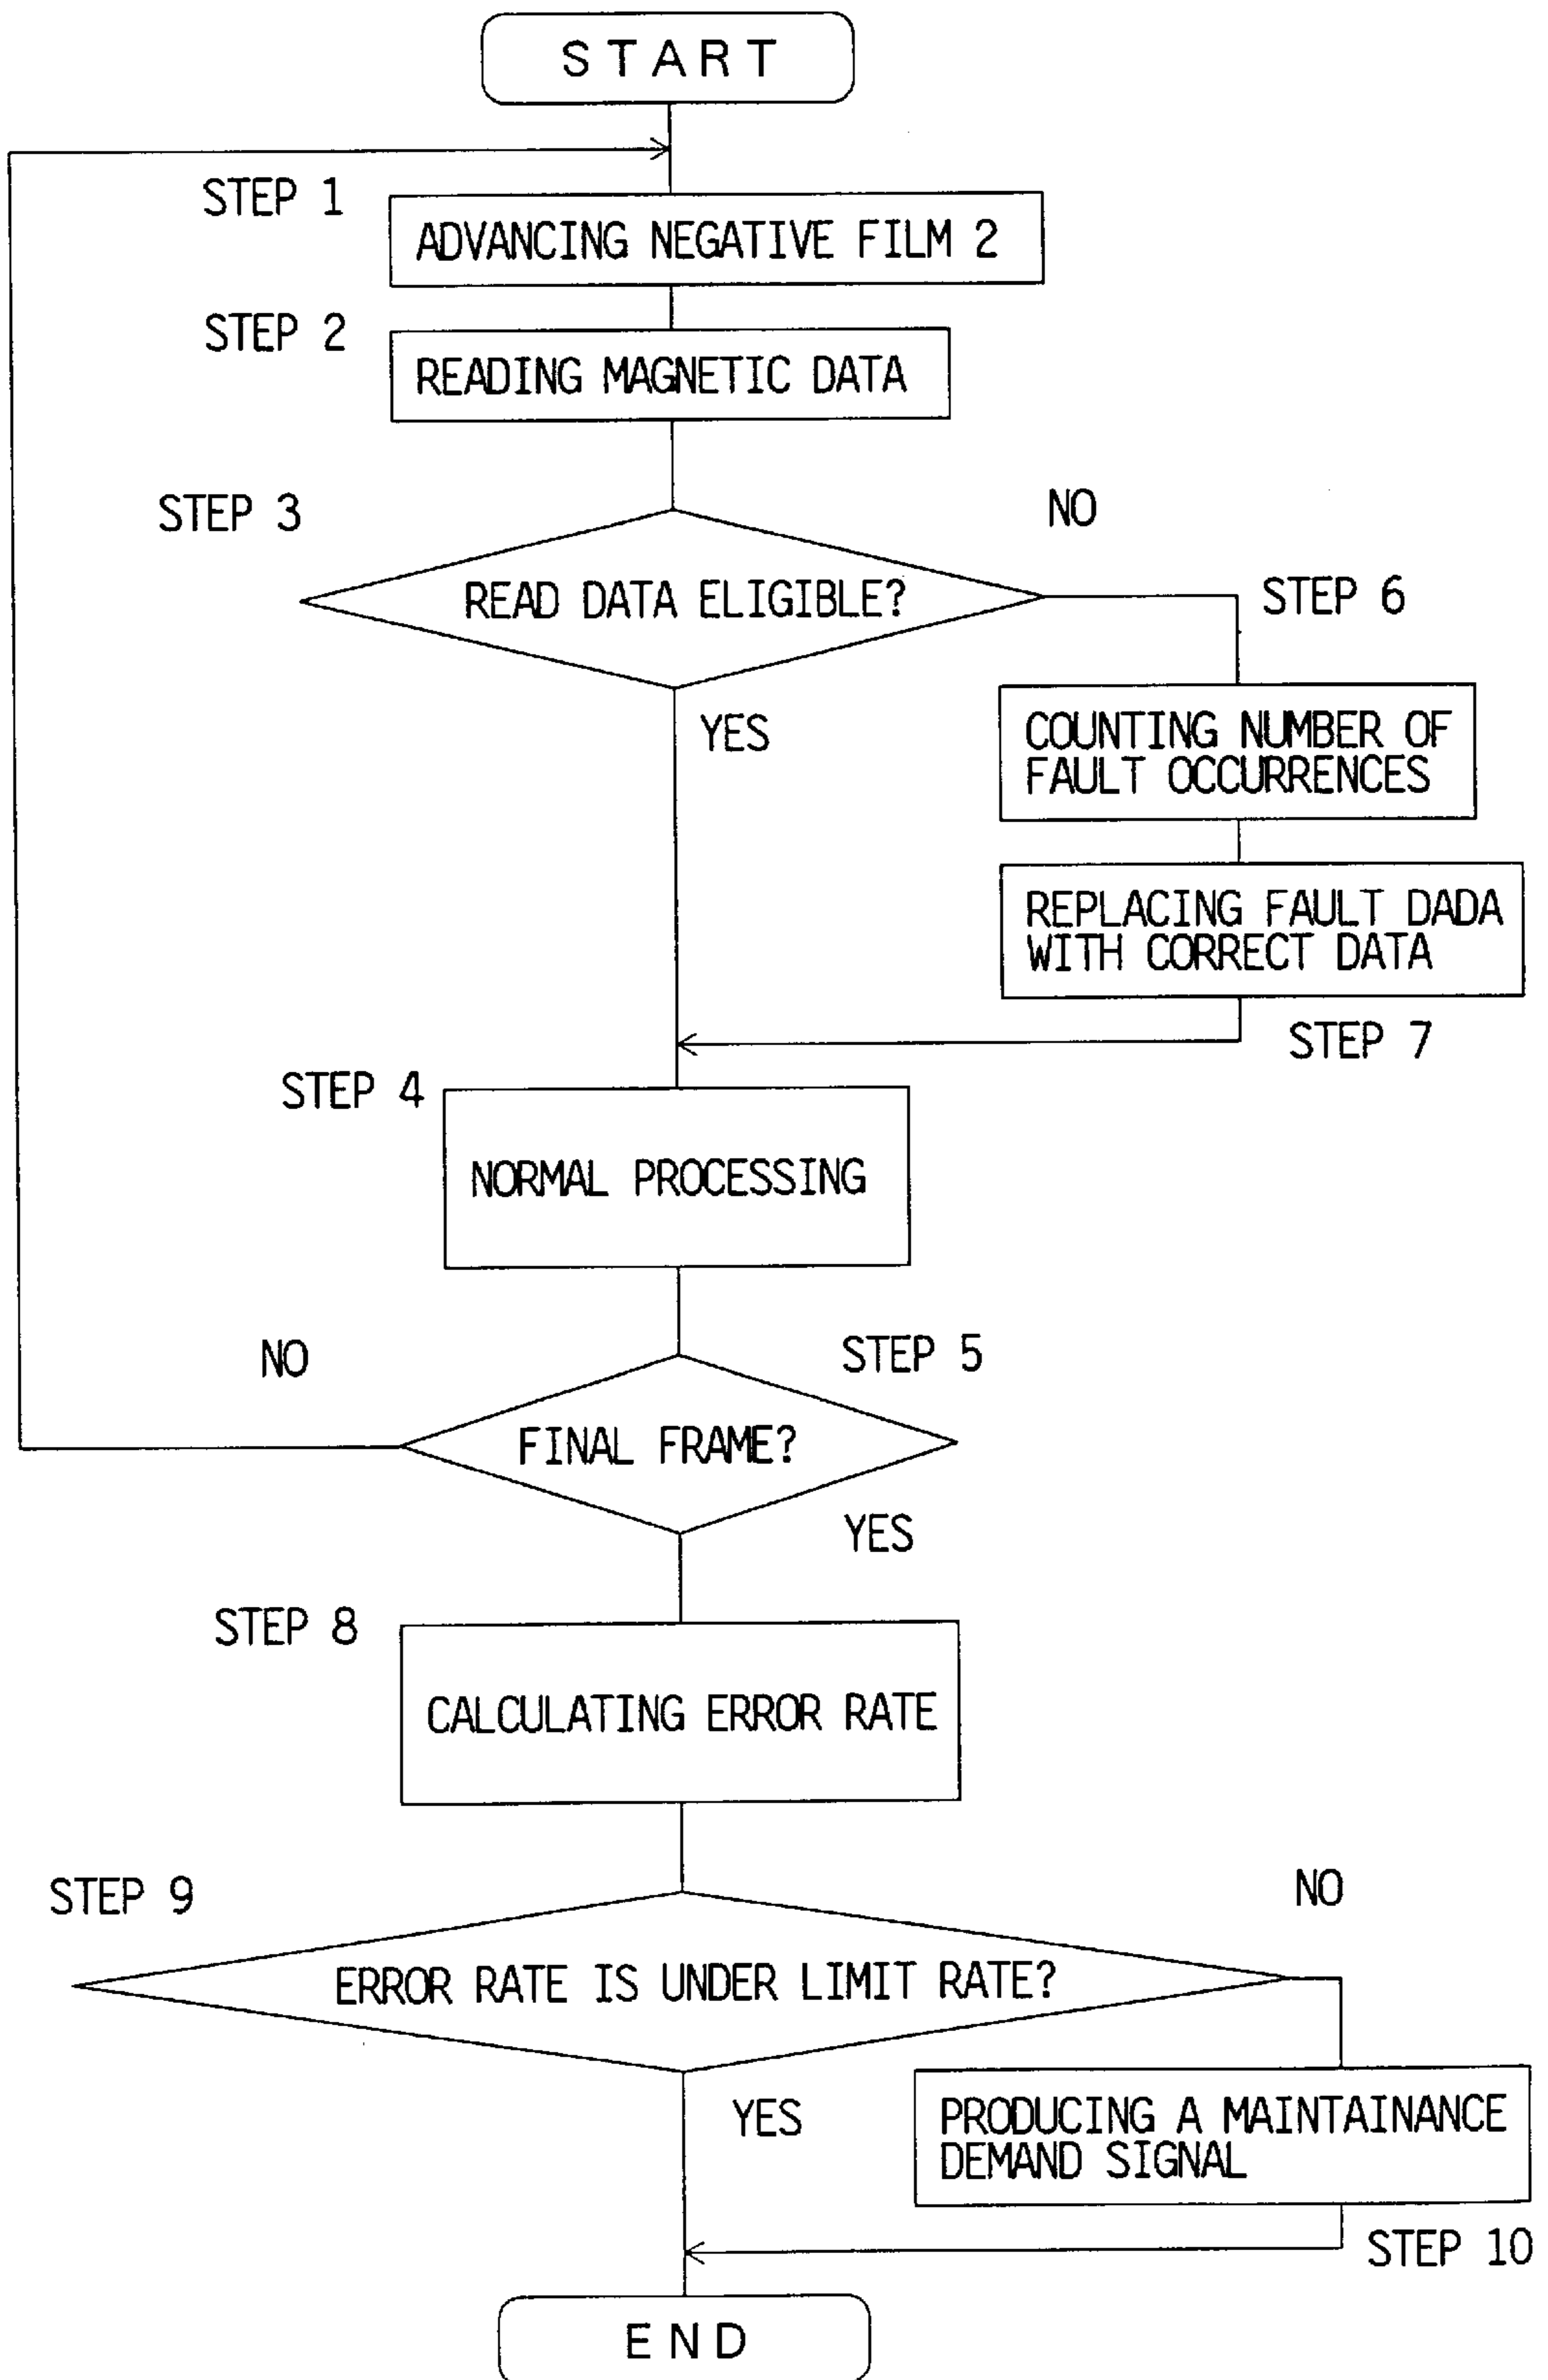 START
STEP 1
ADVANCING NEGATIVE FILM 2
STEP 2
READING MAGNETIC DATA
STEP 3
NO
READ DATA ELIGIBLE?
STEP 6
YES
COUNTING NUMBER OF
FAULT OCCURRENCES
REPLACING FAULT DADA
WITH CORRECT DATA
STEP 7
STEP 4
NORMAL PROCESSING
NO
STEP 5
FINAL FRAME?
YES
STEP 8
CALCULATING ERROR RATE
STEP 9
NO
ERROR RATE IS UNDER LIMIT RATE?
YES
PRODUCING A MAINTAINANCE
DEMAND SIGNAL
STEP 10
END